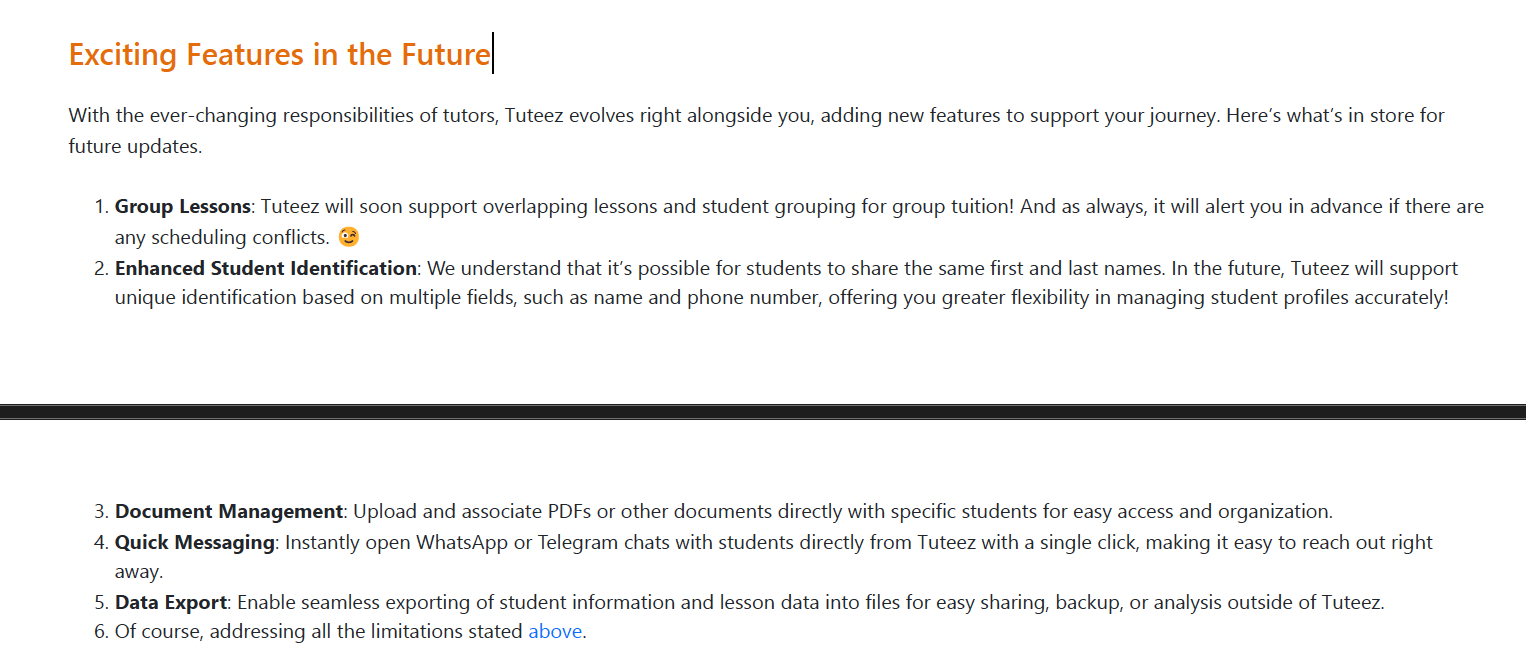 Exciting Features in the Future
With the ever-changing responsibilities of tutors, Tuteez evolves right alongside you, adding new features to support your journey. Here’s what’s in store for
future updates.
1. Group Lessons: Tuteez will soon support overlapping lessons and student grouping for group tuition! And as always, it will alert you in advance if there are
any scheduling conflicts. 😉
2. Enhanced Student Identification: We understand that it’s possible for students to share the same first and last names. In the future, Tuteez will support
unique identification based on multiple fields, such as name and phone number, offering you greater flexibility in managing student profiles accurately!
3. Document Management: Upload and associate PDFs or other documents directly with specific students for easy access and organization.
4. Quick Messaging: Instantly open WhatsApp or Telegram chats with students directly from Tuteez with a single click, making it easy to reach out right
away.
5. Data Export: Enable seamless exporting of student information and lesson data into files for easy sharing, backup, or analysis outside of Tuteez.
6. Of course, addressing all the limitations stated above.